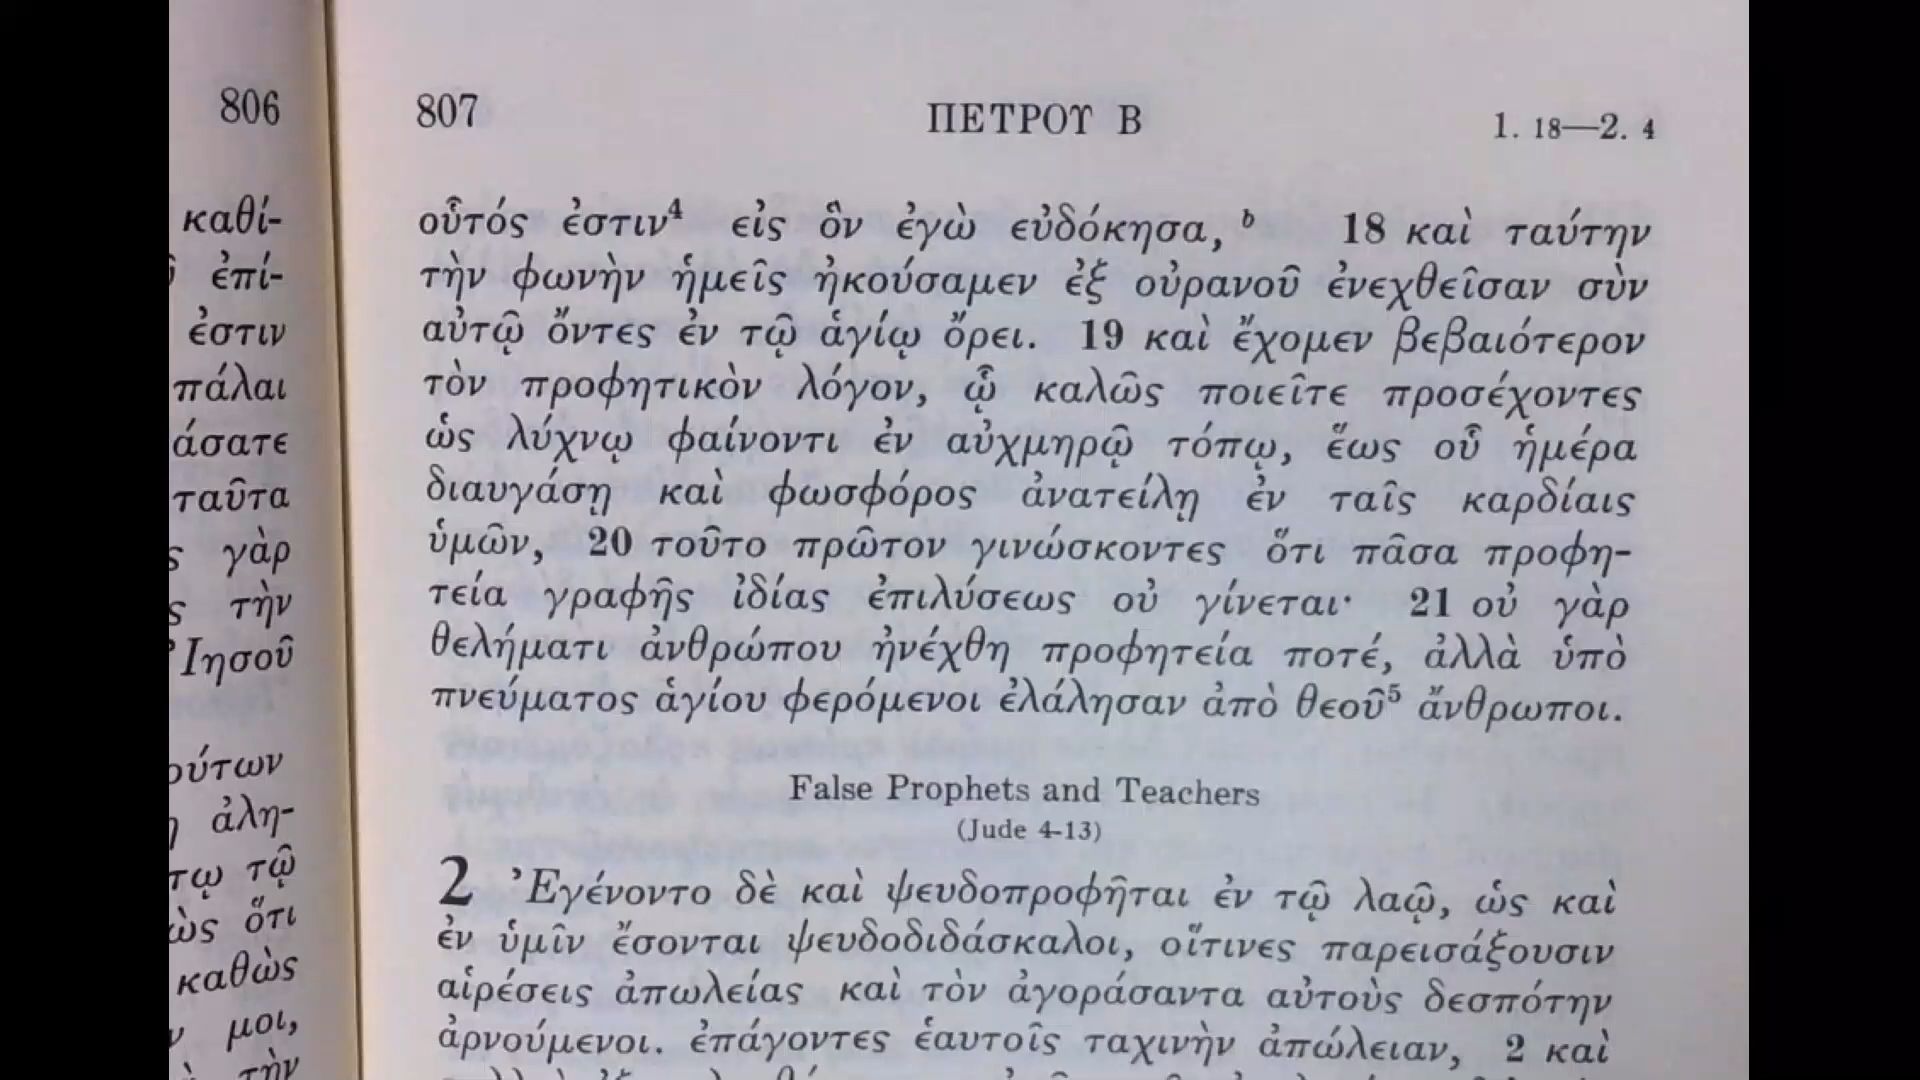 806
καθί-
ἐπί-
ἐστιν
πάλαι
άσατε
ταῦτα
ς γὰρ
ς τὴν
Ἰησοῦ
ούτων
ἀλη-
τῳ τῷ
ὼς ὅτι
καθὼς
ν μοι,
τὴν
807 ΠΕΤΡΟΥ Β 1. 18—2. 4
οὗτός ἐστιν⁴ εἰς ὃν ἐγὼ εὐδόκησα, ᵇ 18 καὶ ταύτην
τὴν φωνὴν ἡμεῖς ἠκούσαμεν ἐξ οὐρανοῦ ἐνεχθεῖσαν σὺν
αὐτῷ ὄντες ἐν τῷ ἁγίῳ ὄρει. 19 καὶ ἔχομεν βεβαιότερον
τὸν προφητικὸν λόγον, ᾧ καλῶς ποιεῖτε προσέχοντες
ὡς λύχνῳ φαίνοντι ἐν αὐχμηρῷ τόπῳ, ἕως οὗ ἡμέρα
διαυγάσῃ καὶ φωσφόρος ἀνατείλῃ ἐν ταῖς καρδίαις
ὑμῶν, 20 τοῦτο πρῶτον γινώσκοντες ὅτι πᾶσα προφη-
τεία γραφῆς ἰδίας ἐπιλύσεως οὐ γίνεται· 21 οὐ γὰρ
θελήματι ἀνθρώπου ἠνέχθη προφητεία ποτέ, ἀλλὰ ὑπὸ
πνεύματος ἁγίου φερόμενοι ἐλάλησαν ἀπὸ θεοῦ⁵ ἄνθρωποι.
False Prophets and Teachers
(Jude 4-13)
2 Ἐγένοντο δὲ καὶ ψευδοπροφῆται ἐν τῷ λαῷ, ὡς καὶ
ἐν ὑμῖν ἔσονται ψευδοδιδάσκαλοι, οἵτινες παρεισάξουσιν
αἱρέσεις ἀπωλείας καὶ τὸν ἀγοράσαντα αὐτοὺς δεσπότην
ἀρνούμενοι. ἐπάγοντες ἑαυτοῖς ταχινὴν ἀπώλειαν, 2 καὶ